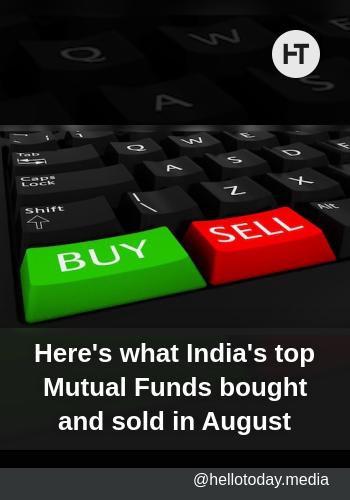 Q W E
A S
HT
Tab Q W E
Caps Lock A S D
Shift \ Z X Alt
BUY SELL
Here's what India's top
Mutual Funds bought
and sold in August
@hellotoday.media